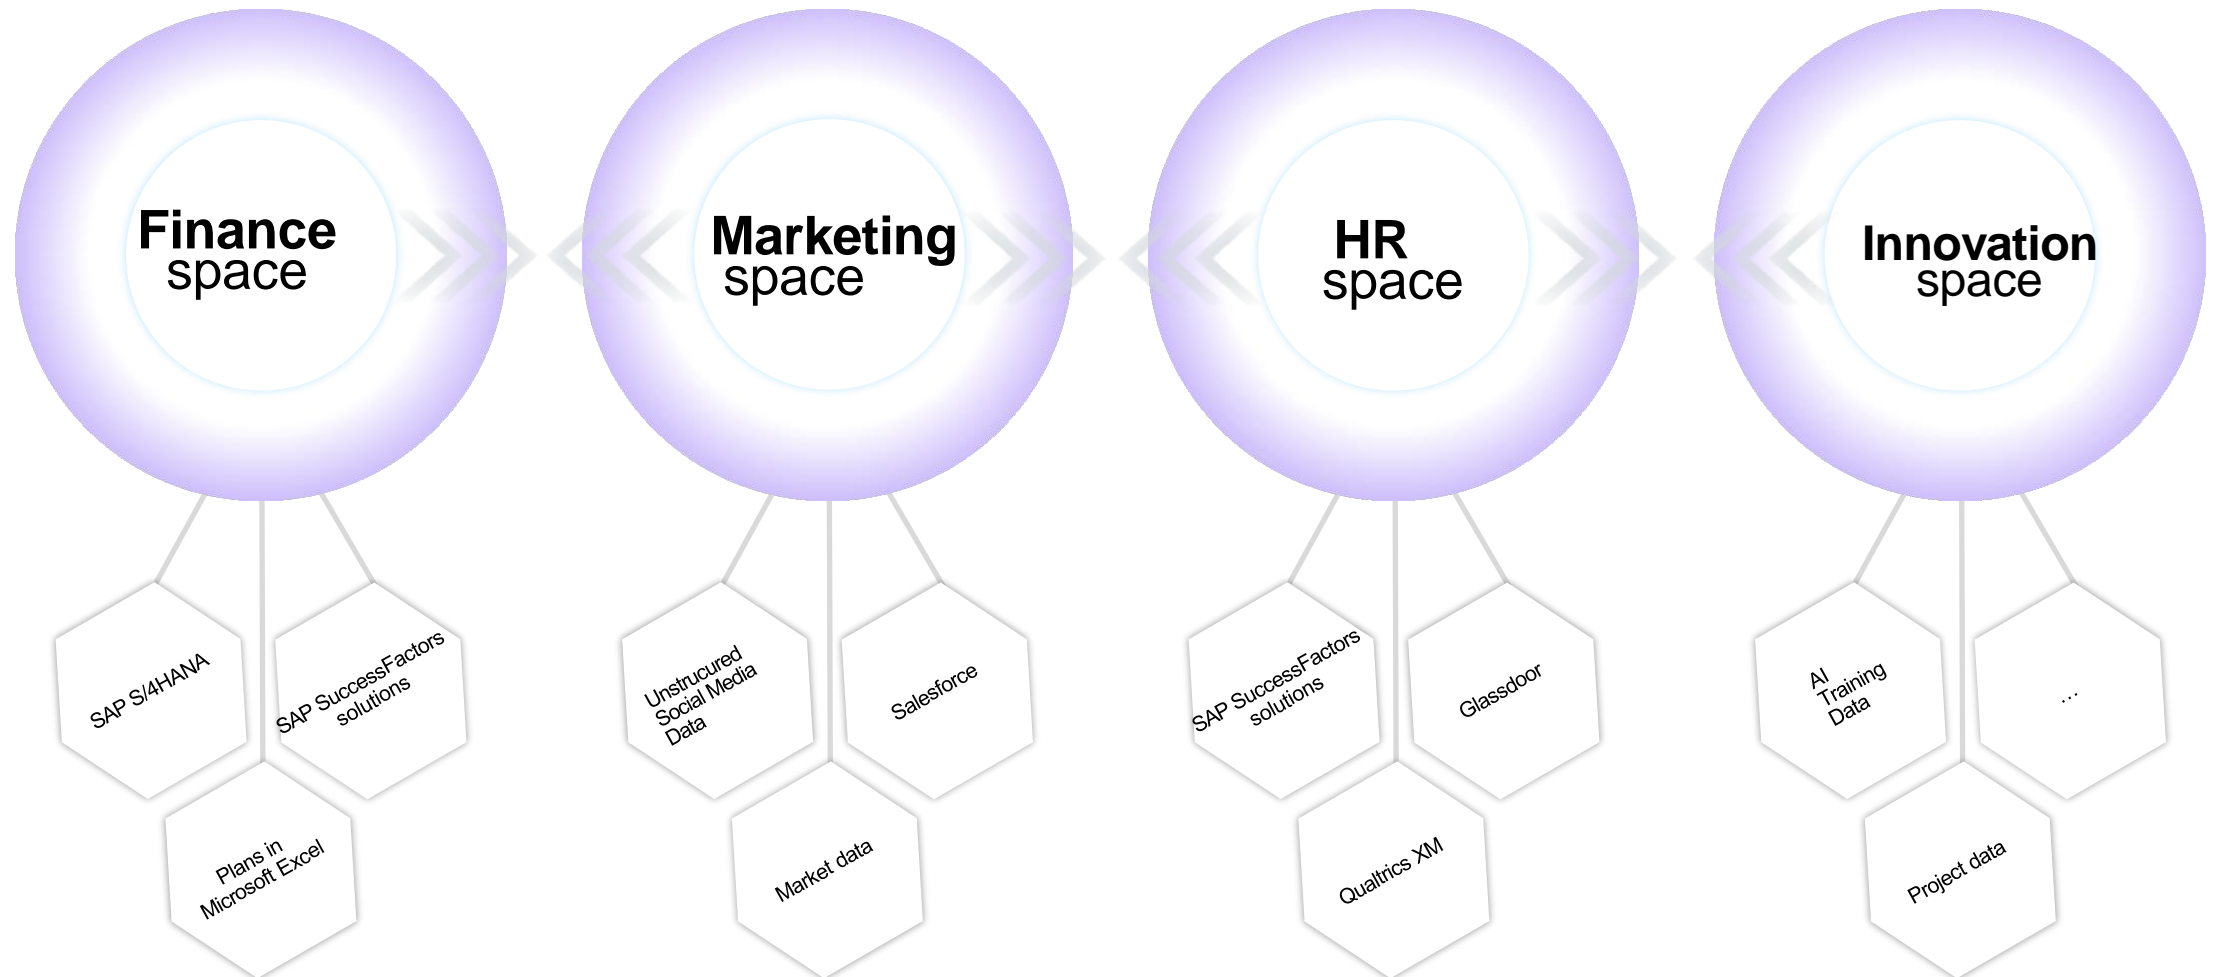 Finance
space
Marketing
space
HR
space
Innovation
space
SAP S/4HANA
SAP SuccessFactors
solutions
Plans in
Microsoft Excel
Unstrucured
Social Media
Data
Salesforce
Market data
SAP SuccessFactors
solutions
Glassdoor
Qualtrics XM
AI
Training
Data
…
Project data